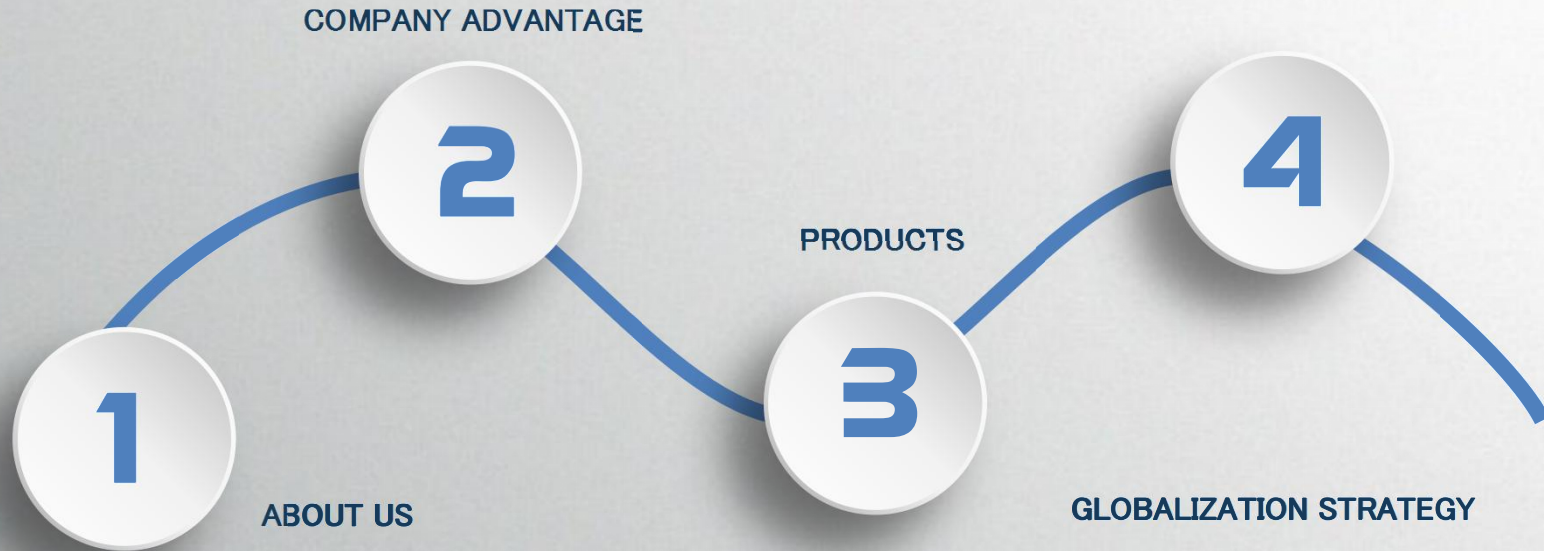 1
ABOUT US
2
COMPANY ADVANTAGE
3
PRODUCTS
4
GLOBALIZATION STRATEGY